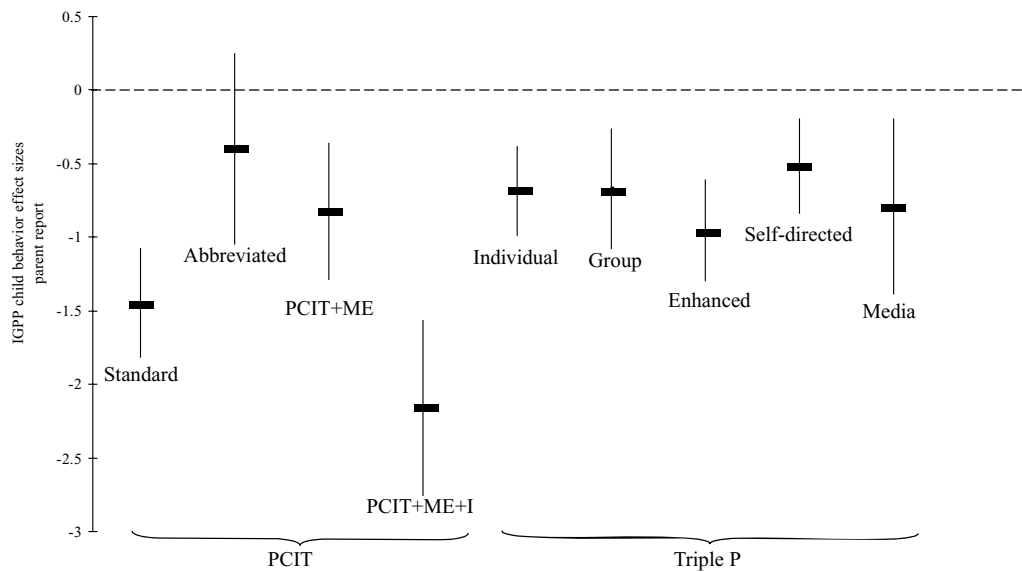 IGPP child behavior effect sizes
parent report
0.5
0
-0.5
-1
-1.5
-2
-2.5
-3
Standard
Abbreviated
PCIT+ME
PCIT+ME+I
Individual
Group
Enhanced
Self-directed
Media
PCIT
Triple P